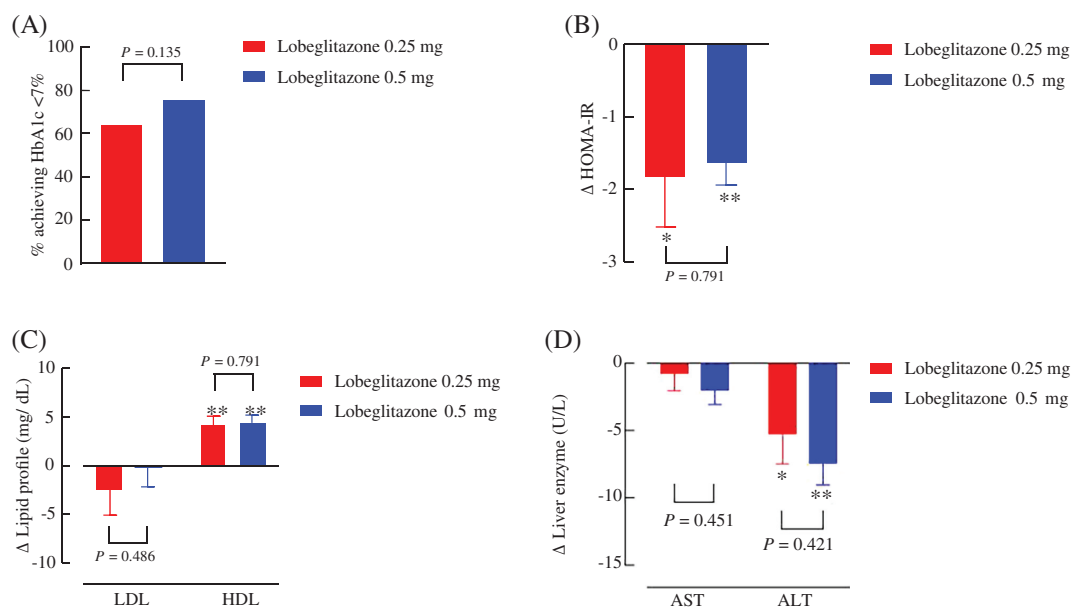 (A)
% achieving HbA1c <7%
100
80
60
40
20
0
P = 0.135
Lobeglitazone 0.25 mg
Lobeglitazone 0.5 mg
(B)
Δ HOMA-IR
0
-1
-2
-3
*
**
P = 0.791
Lobeglitazone 0.25 mg
Lobeglitazone 0.5 mg
(C)
Δ Lipid profile (mg/ dL)
10
5
0
-5
-10
P = 0.791
**
**
P = 0.486
LDL
HDL
Lobeglitazone 0.25 mg
Lobeglitazone 0.5 mg
(D)
Δ Liver enzyme (U/L)
0
-5
-10
-15
*
**
P = 0.451
P = 0.421
AST
ALT
Lobeglitazone 0.25 mg
Lobeglitazone 0.5 mg